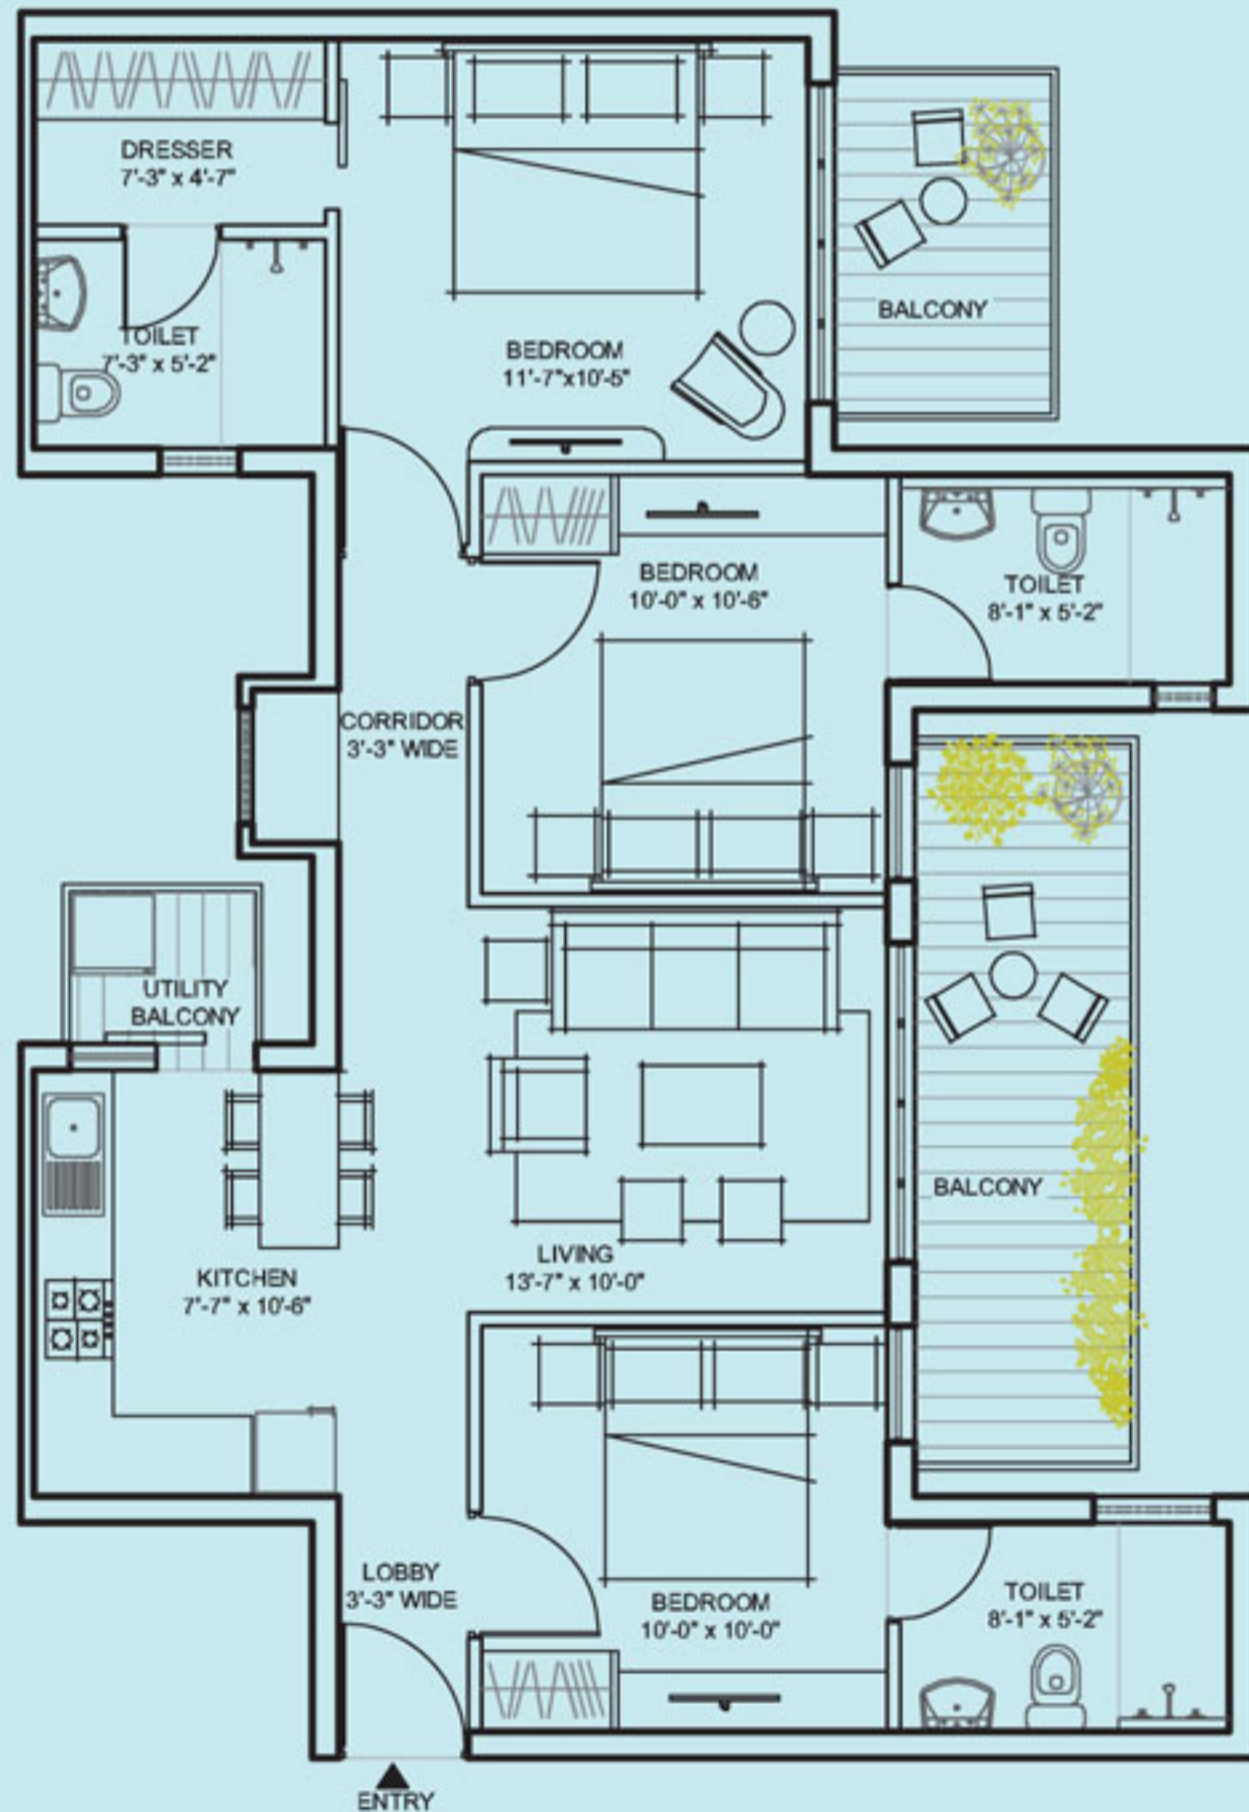 DRESSER
7'-3" x 4'-7"
TOILET
7'-3" x 5'-2"
BEDROOM
11'-7"x10'-5"
BALCONY
BEDROOM
10'-0" x 10'-6"
TOILET
8'-1" x 5'-2"
CORRIDOR
3'-3" WIDE
UTILITY
BALCONY
BALCONY
LIVING
13'-7" x 10'-0"
KITCHEN
7'-7" x 10'-6"
LOBBY
3'-3" WIDE
BEDROOM
10'-0" x 10'-0"
TOILET
8'-1" x 5'-2"
ENTRY